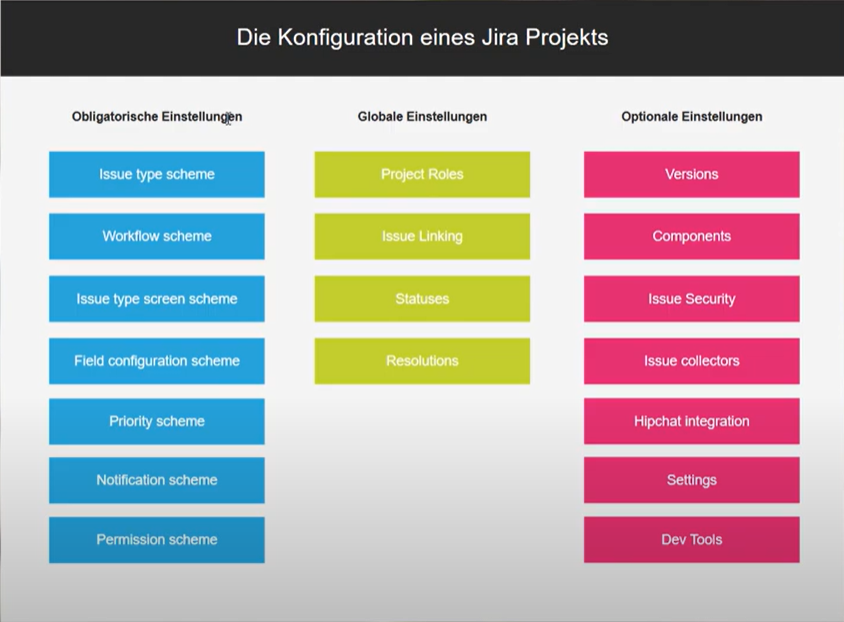 Die Konfiguration eines Jira Projekts
Obligatorische Einstellungen
Issue type scheme
Workflow scheme
Issue type screen scheme
Field configuration scheme
Priority scheme
Notification scheme
Permission scheme
Globale Einstellungen
Project Roles
Issue Linking
Statuses
Resolutions
Optionale Einstellungen
Versions
Components
Issue Security
Issue collectors
Hipchat integration
Settings
Dev Tools